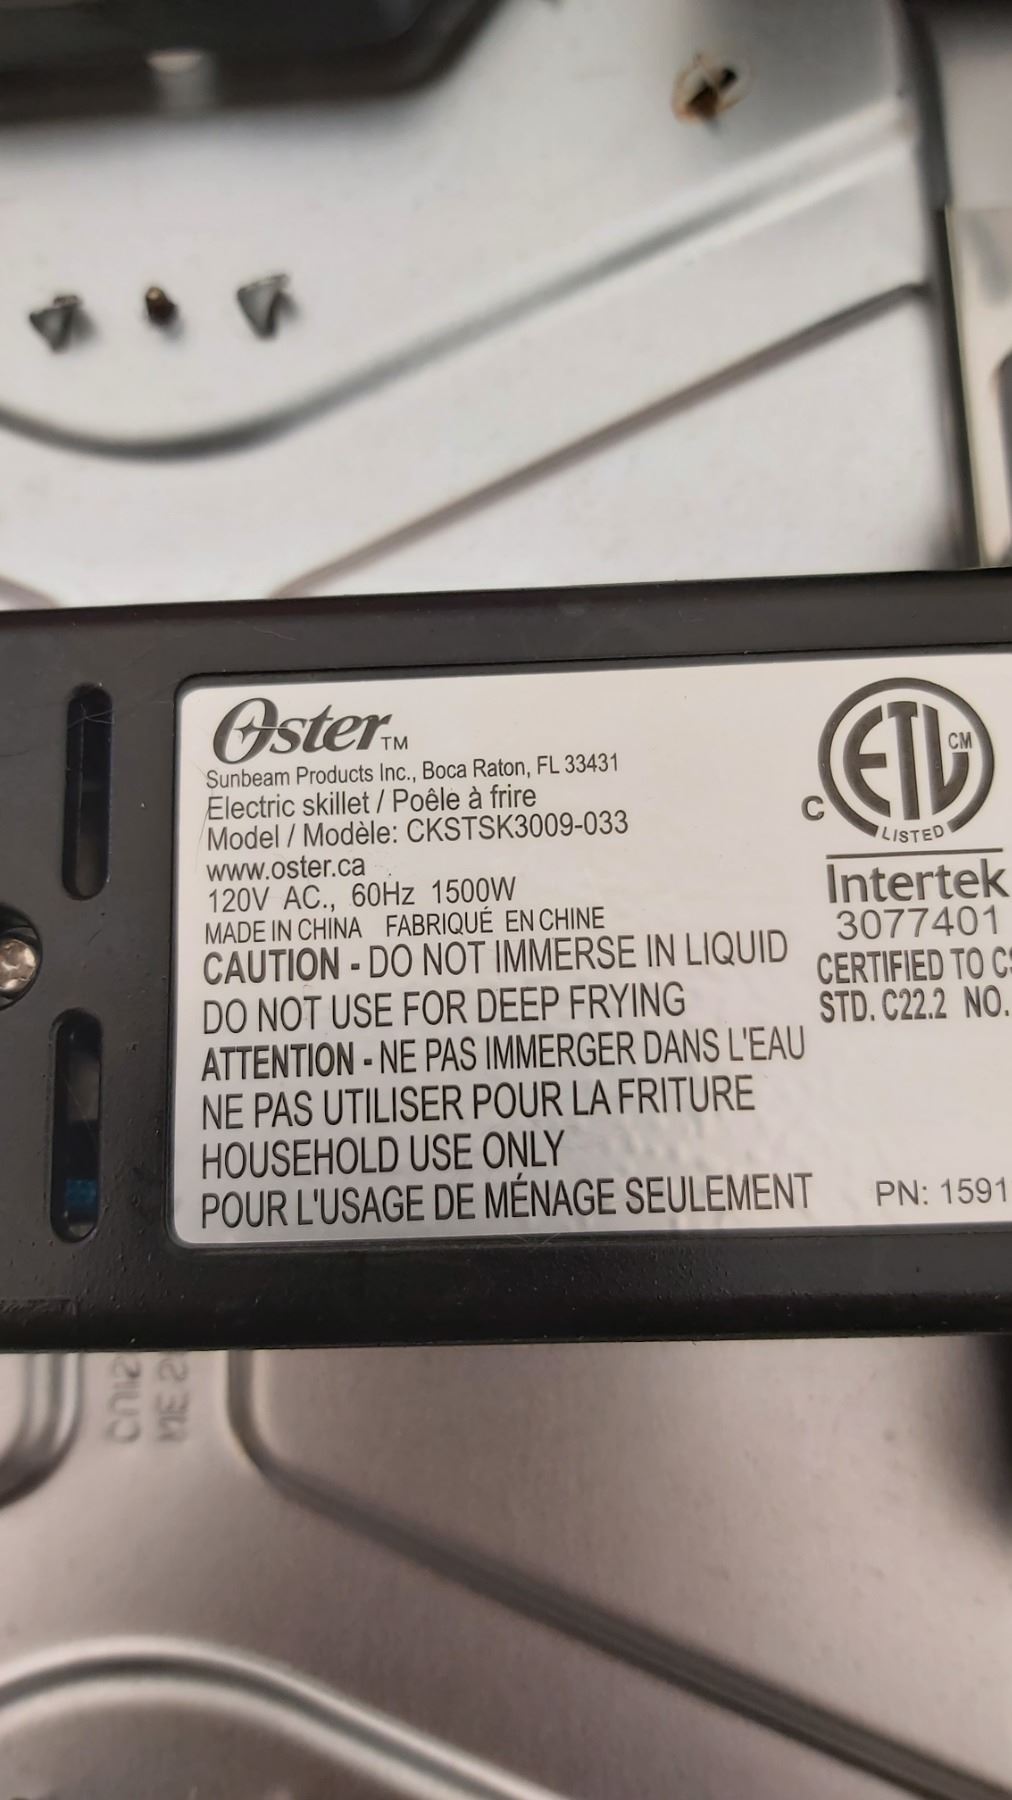 Oster™
Sunbeam Products Inc., Boca Raton, FL 33431
Electric skillet / Poêle à frire
Model / Modèle: CKSTSK3009-033
www.oster.ca
120V AC., 60Hz 1500W
MADE IN CHINA FABRIQUÉ EN CHINE
CAUTION - DO NOT IMMERSE IN LIQUID
DO NOT USE FOR DEEP FRYING
ATTENTION - NE PAS IMMERGER DANS L'EAU
NE PAS UTILISER POUR LA FRITURE
HOUSEHOLD USE ONLY
POUR L'USAGE DE MÉNAGE SEULEMENT
C ETL CM
LISTED
Intertek
3077401
CERTIFIED TO
STD. C22.2 NO.
PN: 1591